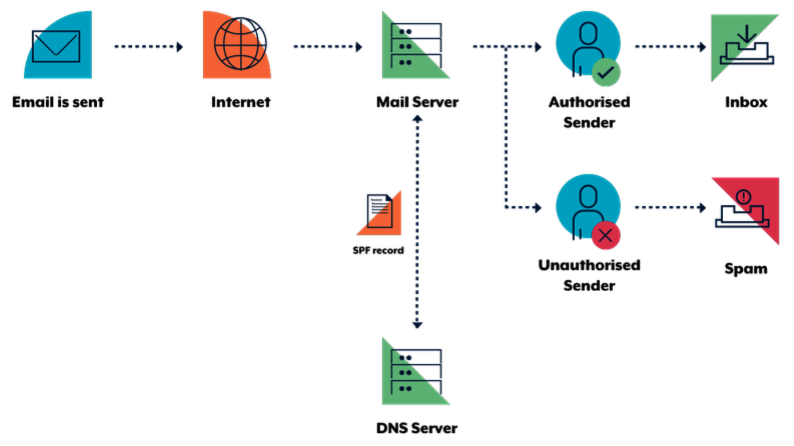 Email is sent
Internet
Mail Server
Authorised
Sender
Inbox
SPF record
Unauthorised
Sender
Spam
DNS Server